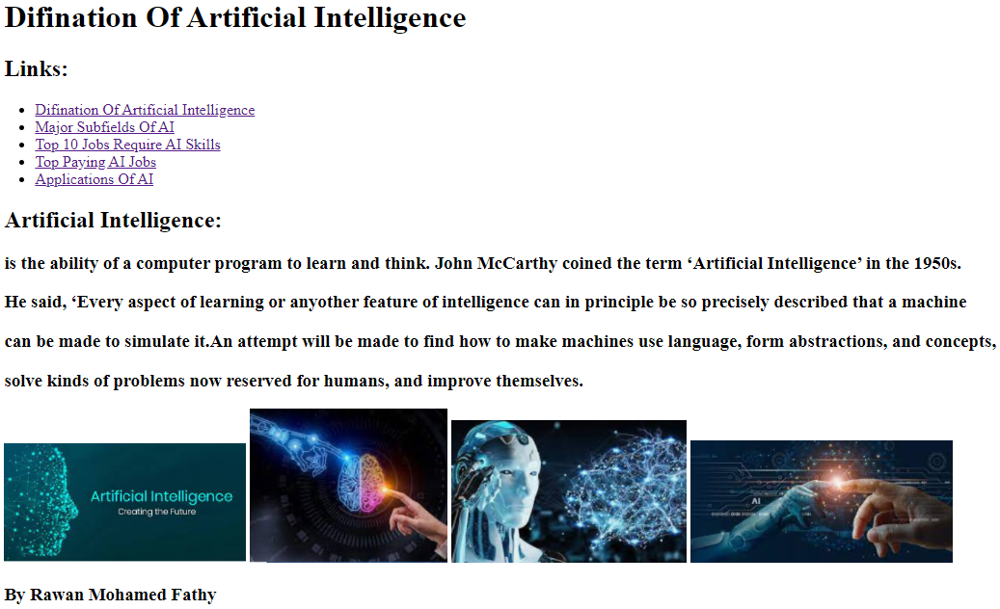 Difination Of Artificial Intelligence
Links:
Difination Of Artificial Intelligence
Major Subfields Of AI
Top 10 Jobs Require AI Skills
Top Paying AI Jobs
Applications Of AI
Artificial Intelligence:
is the ability of a computer program to learn and think. John McCarthy coined the term ‘Artificial Intelligence’ in the 1950s.
He said, ‘Every aspect of learning or anyother feature of intelligence can in principle be so precisely described that a machine
can be made to simulate it.An attempt will be made to find how to make machines use language, form abstractions, and concepts,
solve kinds of problems now reserved for humans, and improve themselves.
Artificial Intelligence
Creating the Future
AI
By Rawan Mohamed Fathy